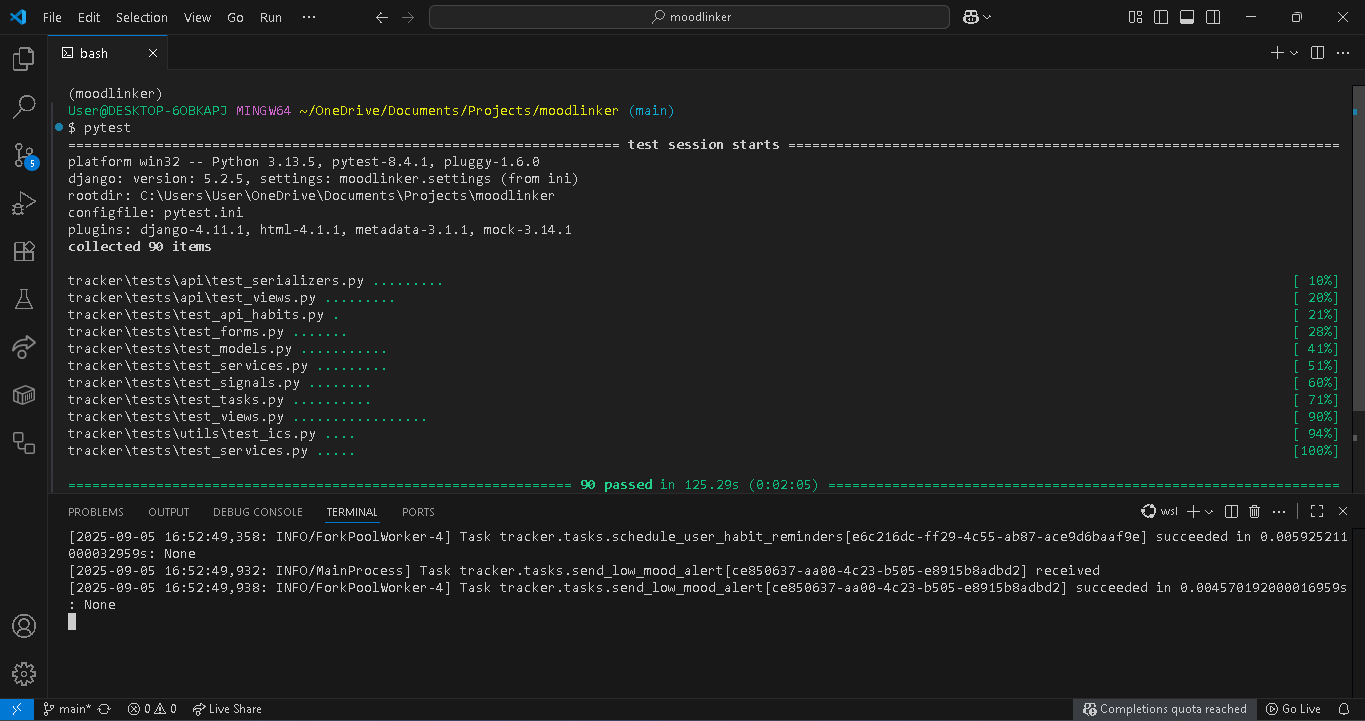 File Edit Selection View Go Run ··· moodlinker
bash
(moodlinker)
User@DESKTOP-6OBKAPJ MINGW64 ~/OneDrive/Documents/Projects/moodlinker (main)
$ pytest
===================================================================== test session starts =====================================================================
platform win32 -- Python 3.13.5, pytest-8.4.1, pluggy-1.6.0
django: version: 5.2.5, settings: moodlinker.settings (from ini)
rootdir: C:\Users\User\OneDrive\Documents\Projects\moodlinker
configfile: pytest.ini
plugins: django-4.11.1, html-4.1.1, metadata-3.1.1, mock-3.14.1
collected 90 items
tracker\tests\api\test_serializers.py ......... [ 10%]
tracker\tests\api\test_views.py ......... [ 20%]
tracker\tests\test_api_habits.py . [ 21%]
tracker\tests\test_forms.py ....... [ 28%]
tracker\tests\test_models.py ........... [ 41%]
tracker\tests\test_services.py ......... [ 51%]
tracker\tests\test_signals.py ........ [ 60%]
tracker\tests\test_tasks.py .......... [ 71%]
tracker\tests\test_views.py ................. [ 90%]
tracker\tests\utils\test_ics.py .... [ 94%]
tracker\tests\test_services.py ..... [100%]
=============================================================== 90 passed in 125.29s (0:02:05) ================================================================
PROBLEMS OUTPUT DEBUG CONSOLE TERMINAL PORTS wsl
[2025-09-05 16:52:49,358: INFO/ForkPoolWorker-4] Task tracker.tasks.schedule_user_habit_reminders[e6c216dc-ff29-4c55-ab87-ace9d6baaf9e] succeeded in 0.005925211
000032959s: None
[2025-09-05 16:52:49,932: INFO/MainProcess] Task tracker.tasks.send_low_mood_alert[ce850637-aa00-4c23-b505-e8915b8adbd2] received
[2025-09-05 16:52:49,938: INFO/ForkPoolWorker-4] Task tracker.tasks.send_low_mood_alert[ce850637-aa00-4c23-b505-e8915b8adbd2] succeeded in 0.004570192000016959s
: None
5
main* 0 0 Live Share Completions quota reached Go Live